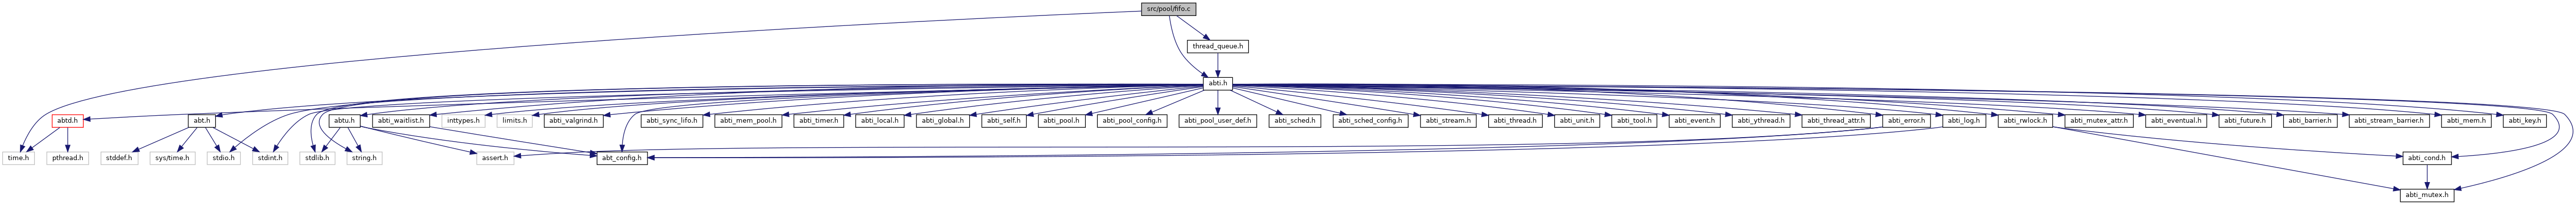 src/pool/fifo.c
thread_queue.h
abti.h
abtd.h
abt.h
abtu.h
abti_waitlist.h
inttypes.h
limits.h
abti_valgrind.h
abti_sync_lifo.h
abti_mem_pool.h
abti_timer.h
abti_local.h
abti_global.h
abti_self.h
abti_pool.h
abti_pool_config.h
abti_pool_user_def.h
abti_sched.h
abti_sched_config.h
abti_stream.h
abti_thread.h
abti_unit.h
abti_tool.h
abti_event.h
abti_ythread.h
abti_thread_attr.h
abti_error.h
abti_log.h
abti_rwlock.h
abti_mutex_attr.h
abti_eventual.h
abti_future.h
abti_barrier.h
abti_stream_barrier.h
abti_mem.h
abti_key.h
time.h
pthread.h
stddef.h
sys/time.h
stdio.h
stdint.h
stdlib.h
string.h
assert.h
abt_config.h
abti_cond.h
abti_mutex.h